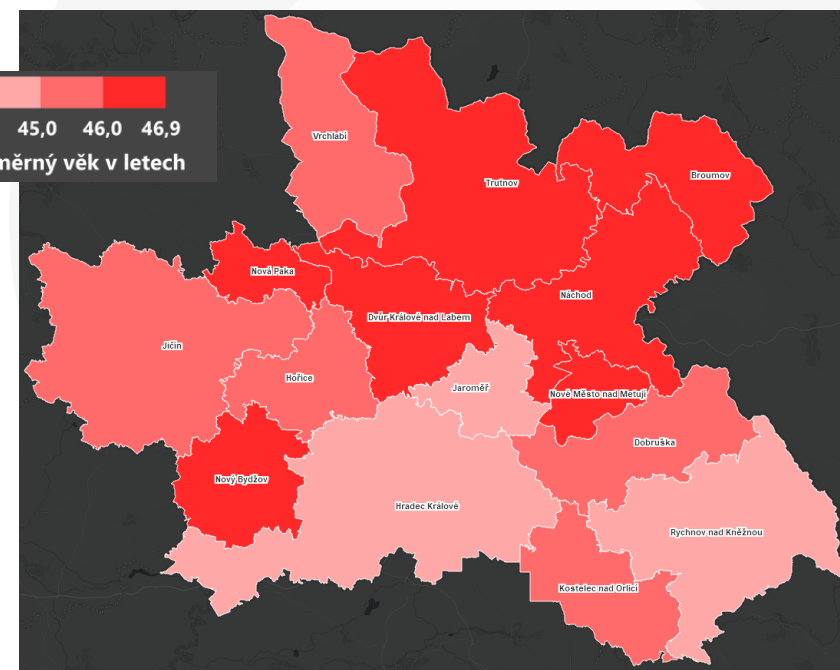 Vrchlabí
45,0 46,0 46,9
věk v letech
Trutnov
Broumov
Nová Paka
Náchod
Dvůr Králové nad Labem
Jičín
Hořice
Jaroměř
Nové Město nad Metují
Dobruška
Nový Bydžov
Hradec Králové
Rychnov nad Kněžnou
Kostelec nad Orlicí